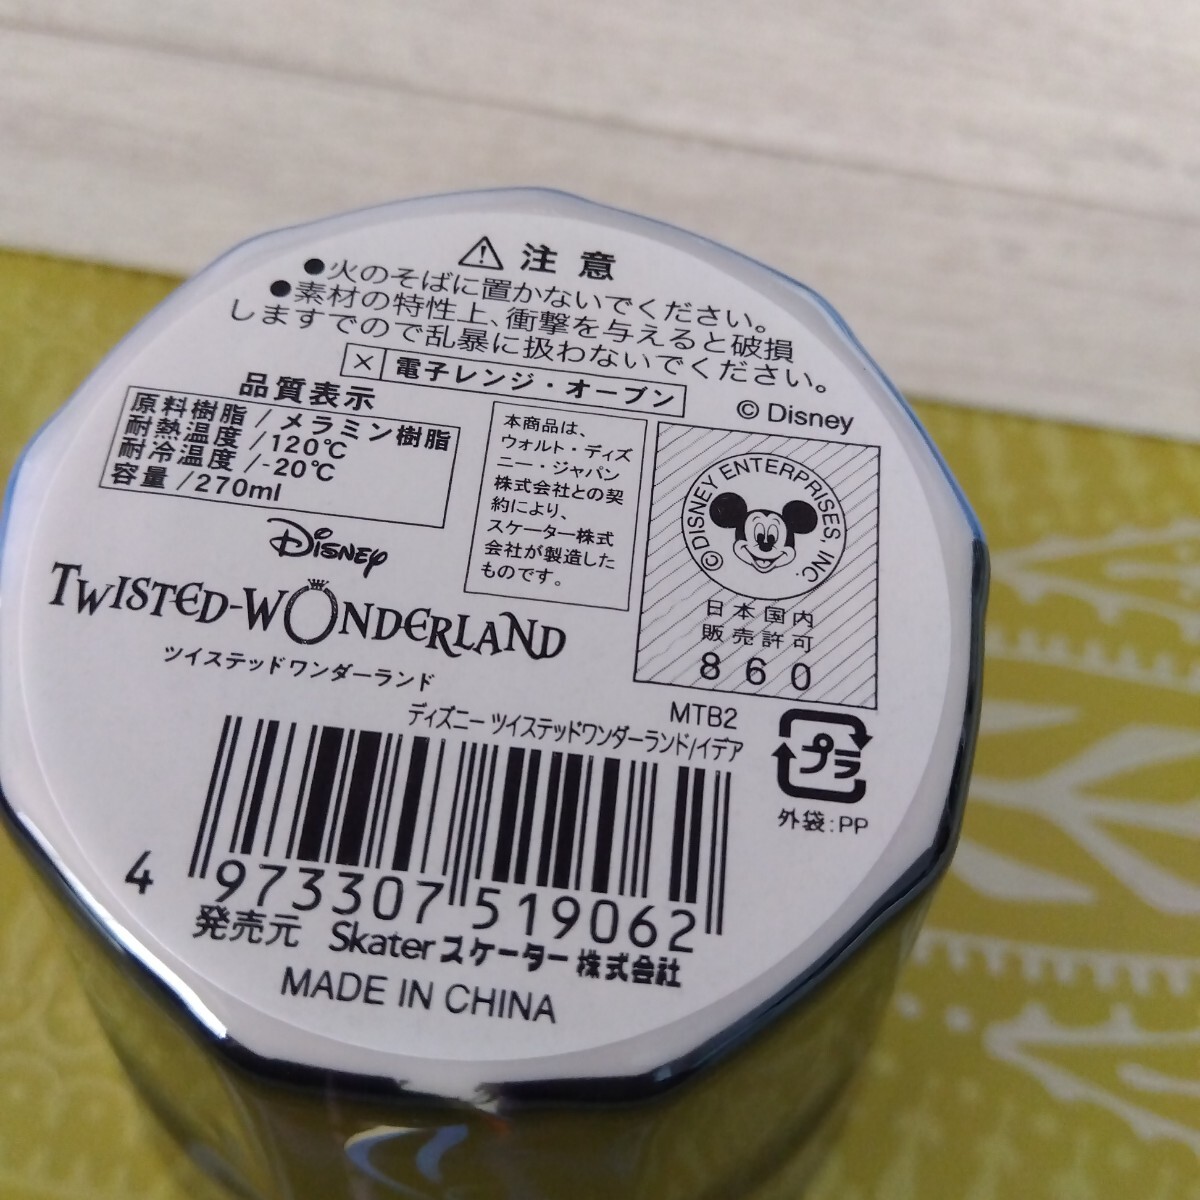 ⚠ 注意
●火のそばに置かないでください。
●素材の特性上、衝撃を与えると破損
しますでので乱暴に扱わないでください。
× 電子レンジ・オーブン
品質表示
原料樹脂/メラミン樹脂
耐熱温度/120℃
耐冷温度/-20℃
容量/270ml
本商品は、
ウォルト・ディズ
ニー・ジャパン
株式会社との契
約により、
スケーター株式
会社が製造した
ものです。
© Disney
© DISNEY ENTERPRISES, INC.
日本国内
販売許可
860
Disney
TWISTED-WONDERLAND
ツイステッドワンダーランド
MTB2
ディズニー ツイステッドワンダーランド/イデア
プラ
外袋:PP
4 973307 519062
発売元 Skater スケーター株式会社
MADE IN CHINA